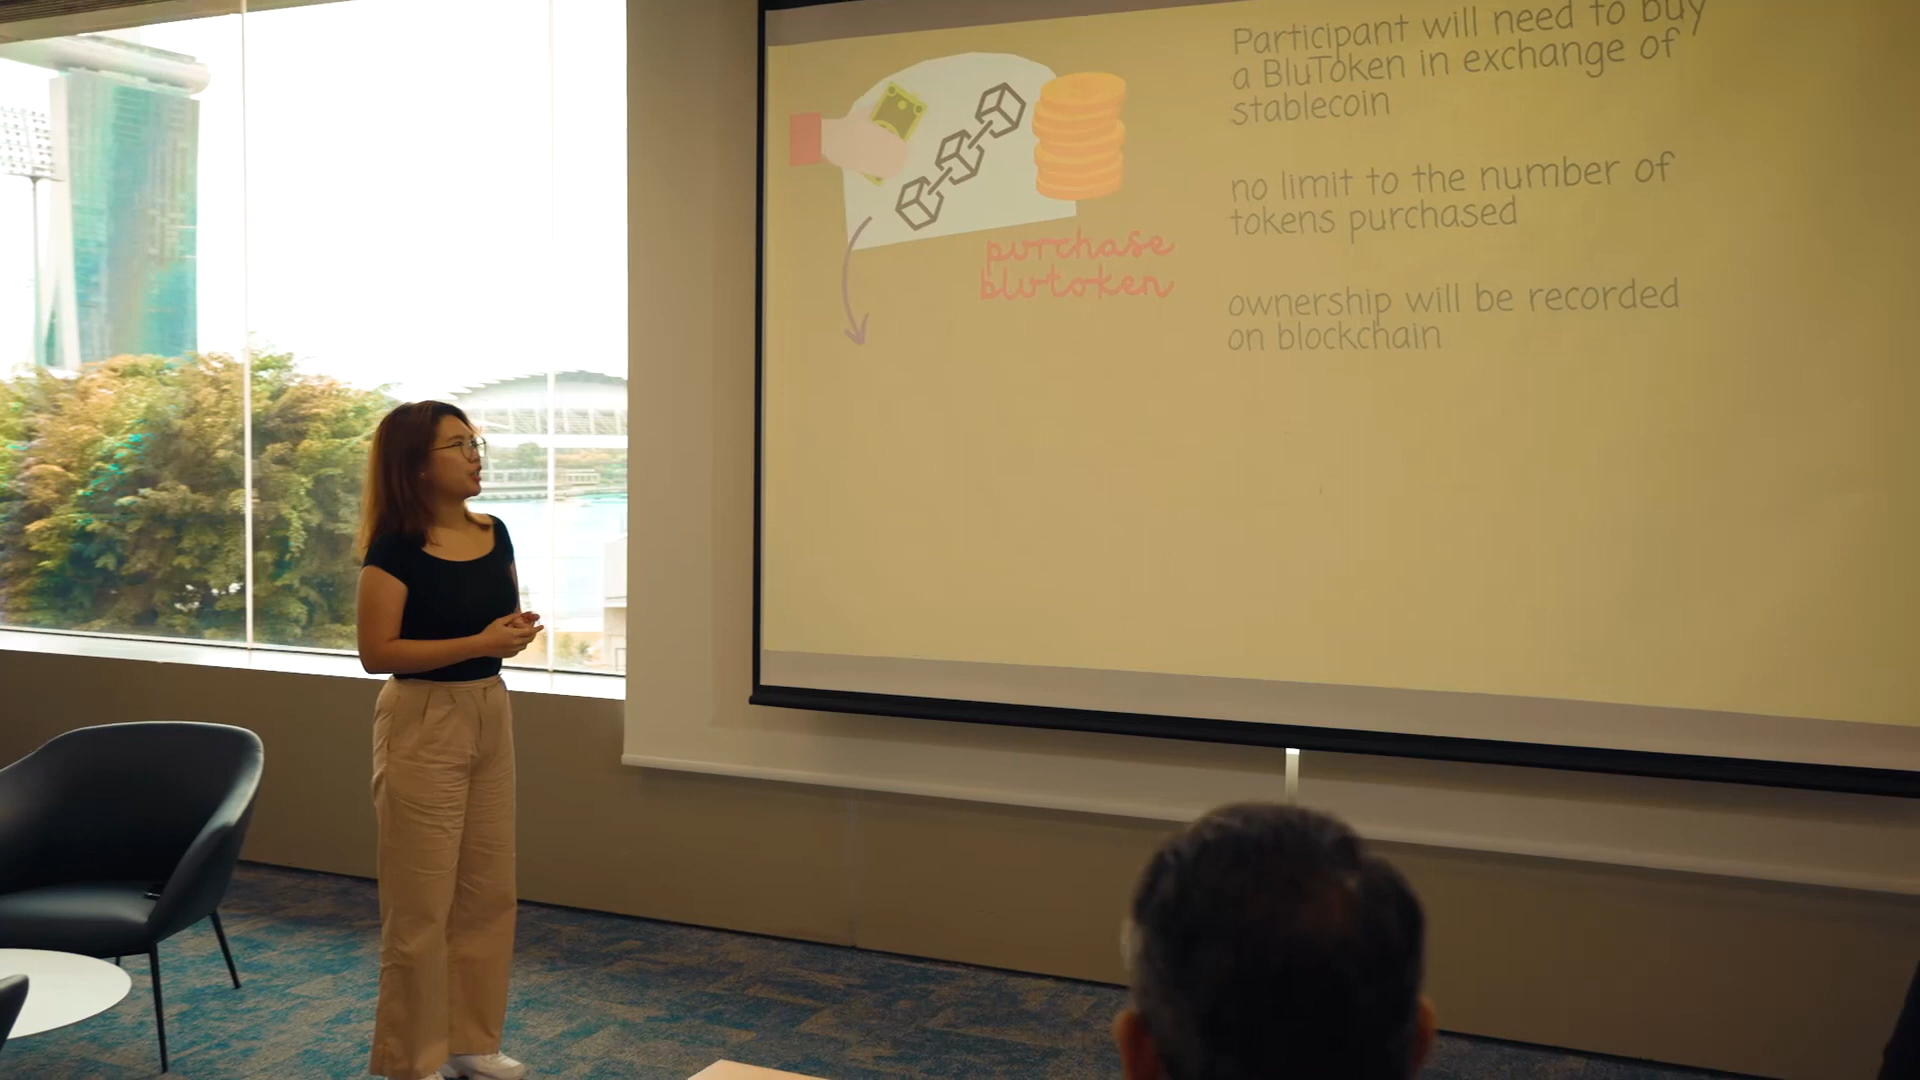 Participant will need to buy
a BluToken in exchange of
stablecoin
no limit to the number of
tokens purchased
ownership will be recorded
on blockchain
purchase
blutoken